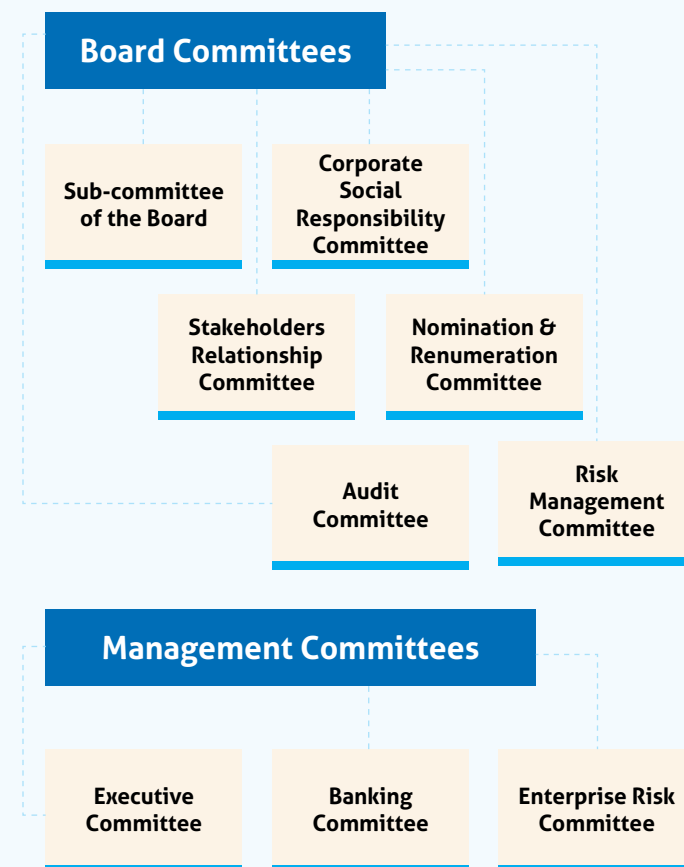 Board Committees
Sub-committee
of the Board
Corporate
Social
Responsibility
Committee
Stakeholders
Relationship
Committee
Nomination &
Renumeration
Committee
Audit
Committee
Risk
Management
Committee
Management Committees
Executive
Committee
Banking
Committee
Enterprise Risk
Committee